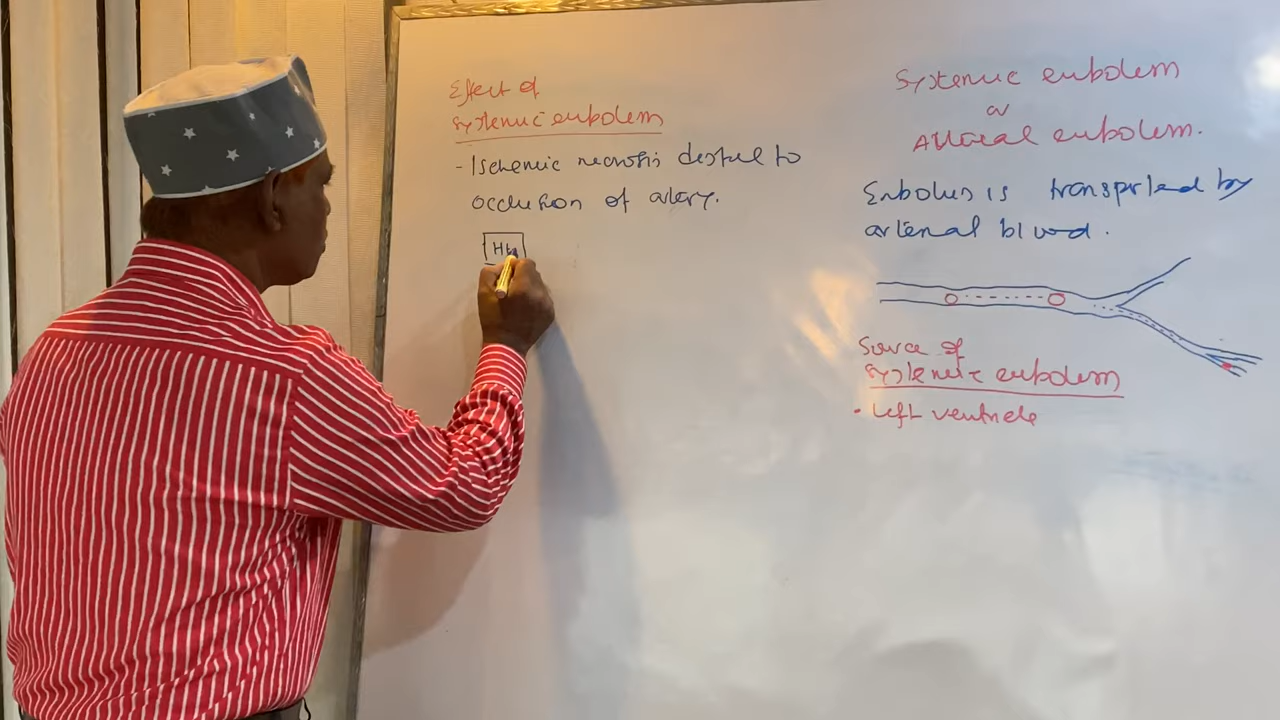 Effect of
systemic embolism
- Ischemic necrosis distal to
occlusion of artery.
Systemic embolism
or
Arterial embolism.
Embolus is transported by
arterial blood.
Source of
systemic embolism
• left ventricle